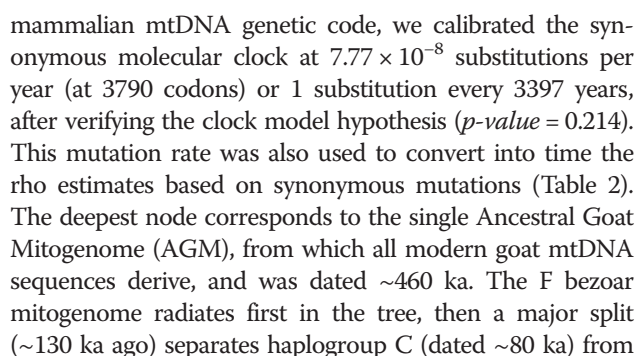 mammalian mtDNA genetic code, we calibrated the syn-
onymous molecular clock at 7.77 × 10⁻⁸ substitutions per
year (at 3790 codons) or 1 substitution every 3397 years,
after verifying the clock model hypothesis (p-value = 0.214).
This mutation rate was also used to convert into time the
rho estimates based on synonymous mutations (Table 2).
The deepest node corresponds to the single Ancestral Goat
Mitogenome (AGM), from which all modern goat mtDNA
sequences derive, and was dated ~460 ka. The F bezoar
mitogenome radiates first in the tree, then a major split
(~130 ka ago) separates haplogroup C (dated ~80 ka) from